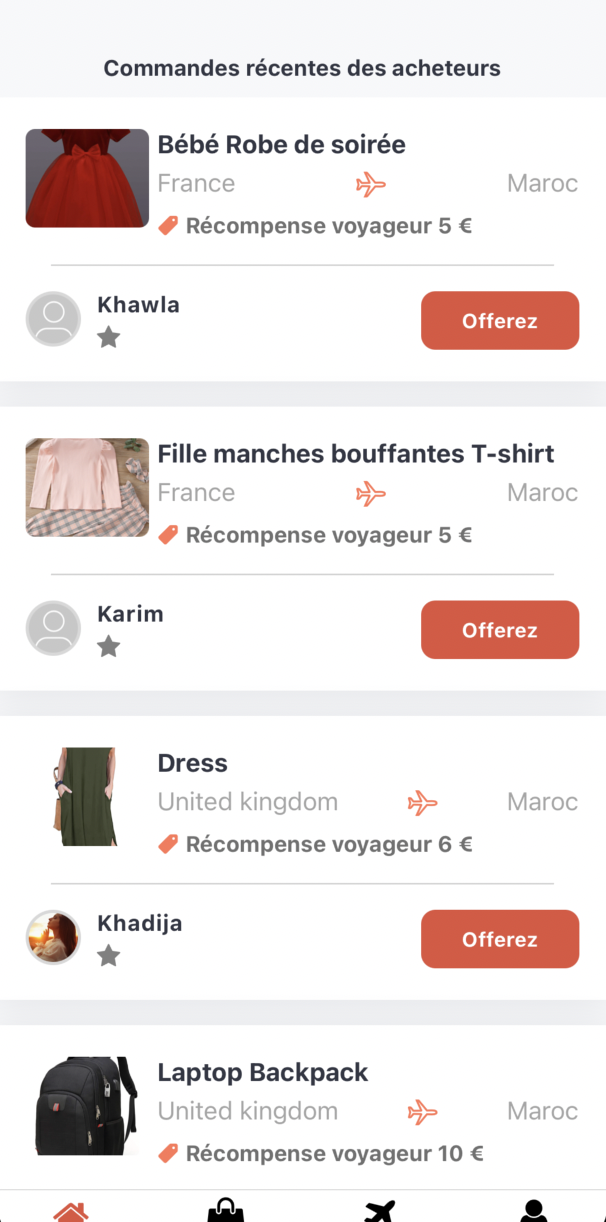 Commandes récentes des acheteurs
Bébé Robe de soirée
France Maroc
Récompense voyageur 5 €
Khawla
Offerez
Fille manches bouffantes T-shirt
France Maroc
Récompense voyageur 5 €
Karim
Offerez
Dress
United kingdom Maroc
Récompense voyageur 6 €
Khadija
Offerez
Laptop Backpack
United kingdom Maroc
Récompense voyageur 10 €